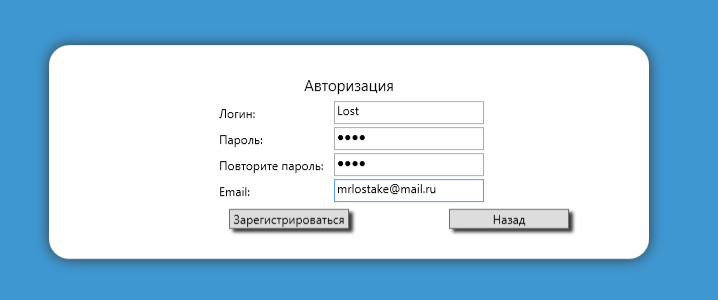 Авторизация
Логин: Lost
Пароль: ••••
Повторите пароль: ••••
Email: mrlostake@mail.ru
Зарегистрироваться Назад